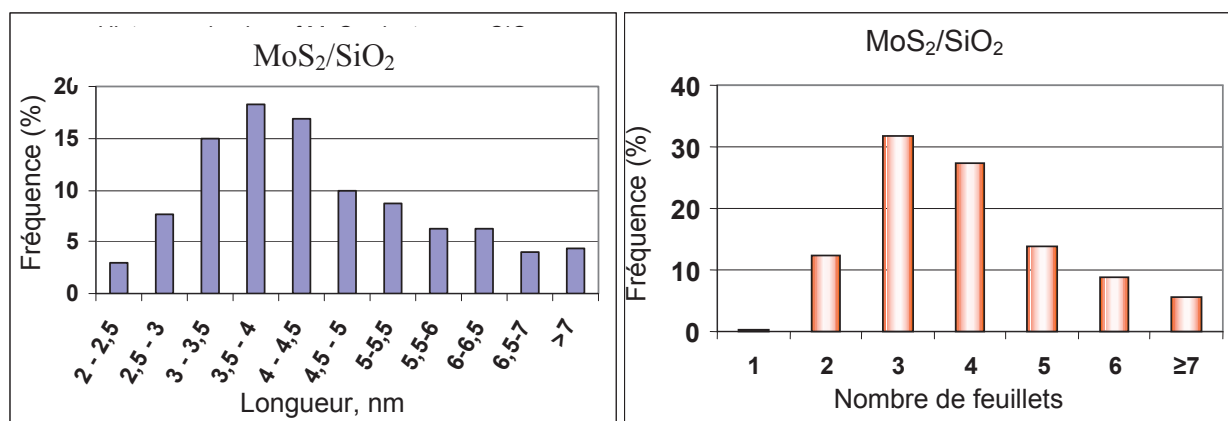 MoS₂/SiO₂
Fréquence (%)
20
15
10
5
0
2 - 2,5
2,5 - 3
3 - 3,5
3,5 - 4
4 - 4,5
4,5 - 5
5-5,5
5,5-6
6-6,5
6,5-7
>7
Longueur, nm
MoS₂/SiO₂
Fréquence (%)
40
30
20
10
0
1 2 3 4 5 6 ≥7
Nombre de feuillets